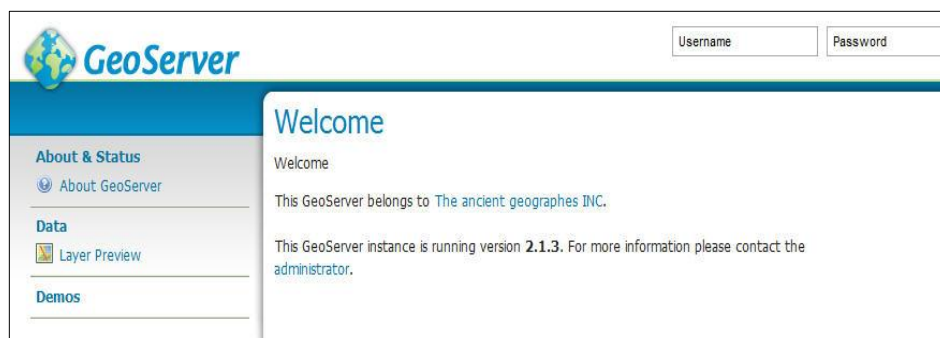 GeoServer
Username
Password
Welcome
About & Status
Welcome
About GeoServer
This GeoServer belongs to The ancient geographes INC.
Data
Layer Preview
This GeoServer instance is running version 2.1.3. For more information please contact the
administrator.
Demos